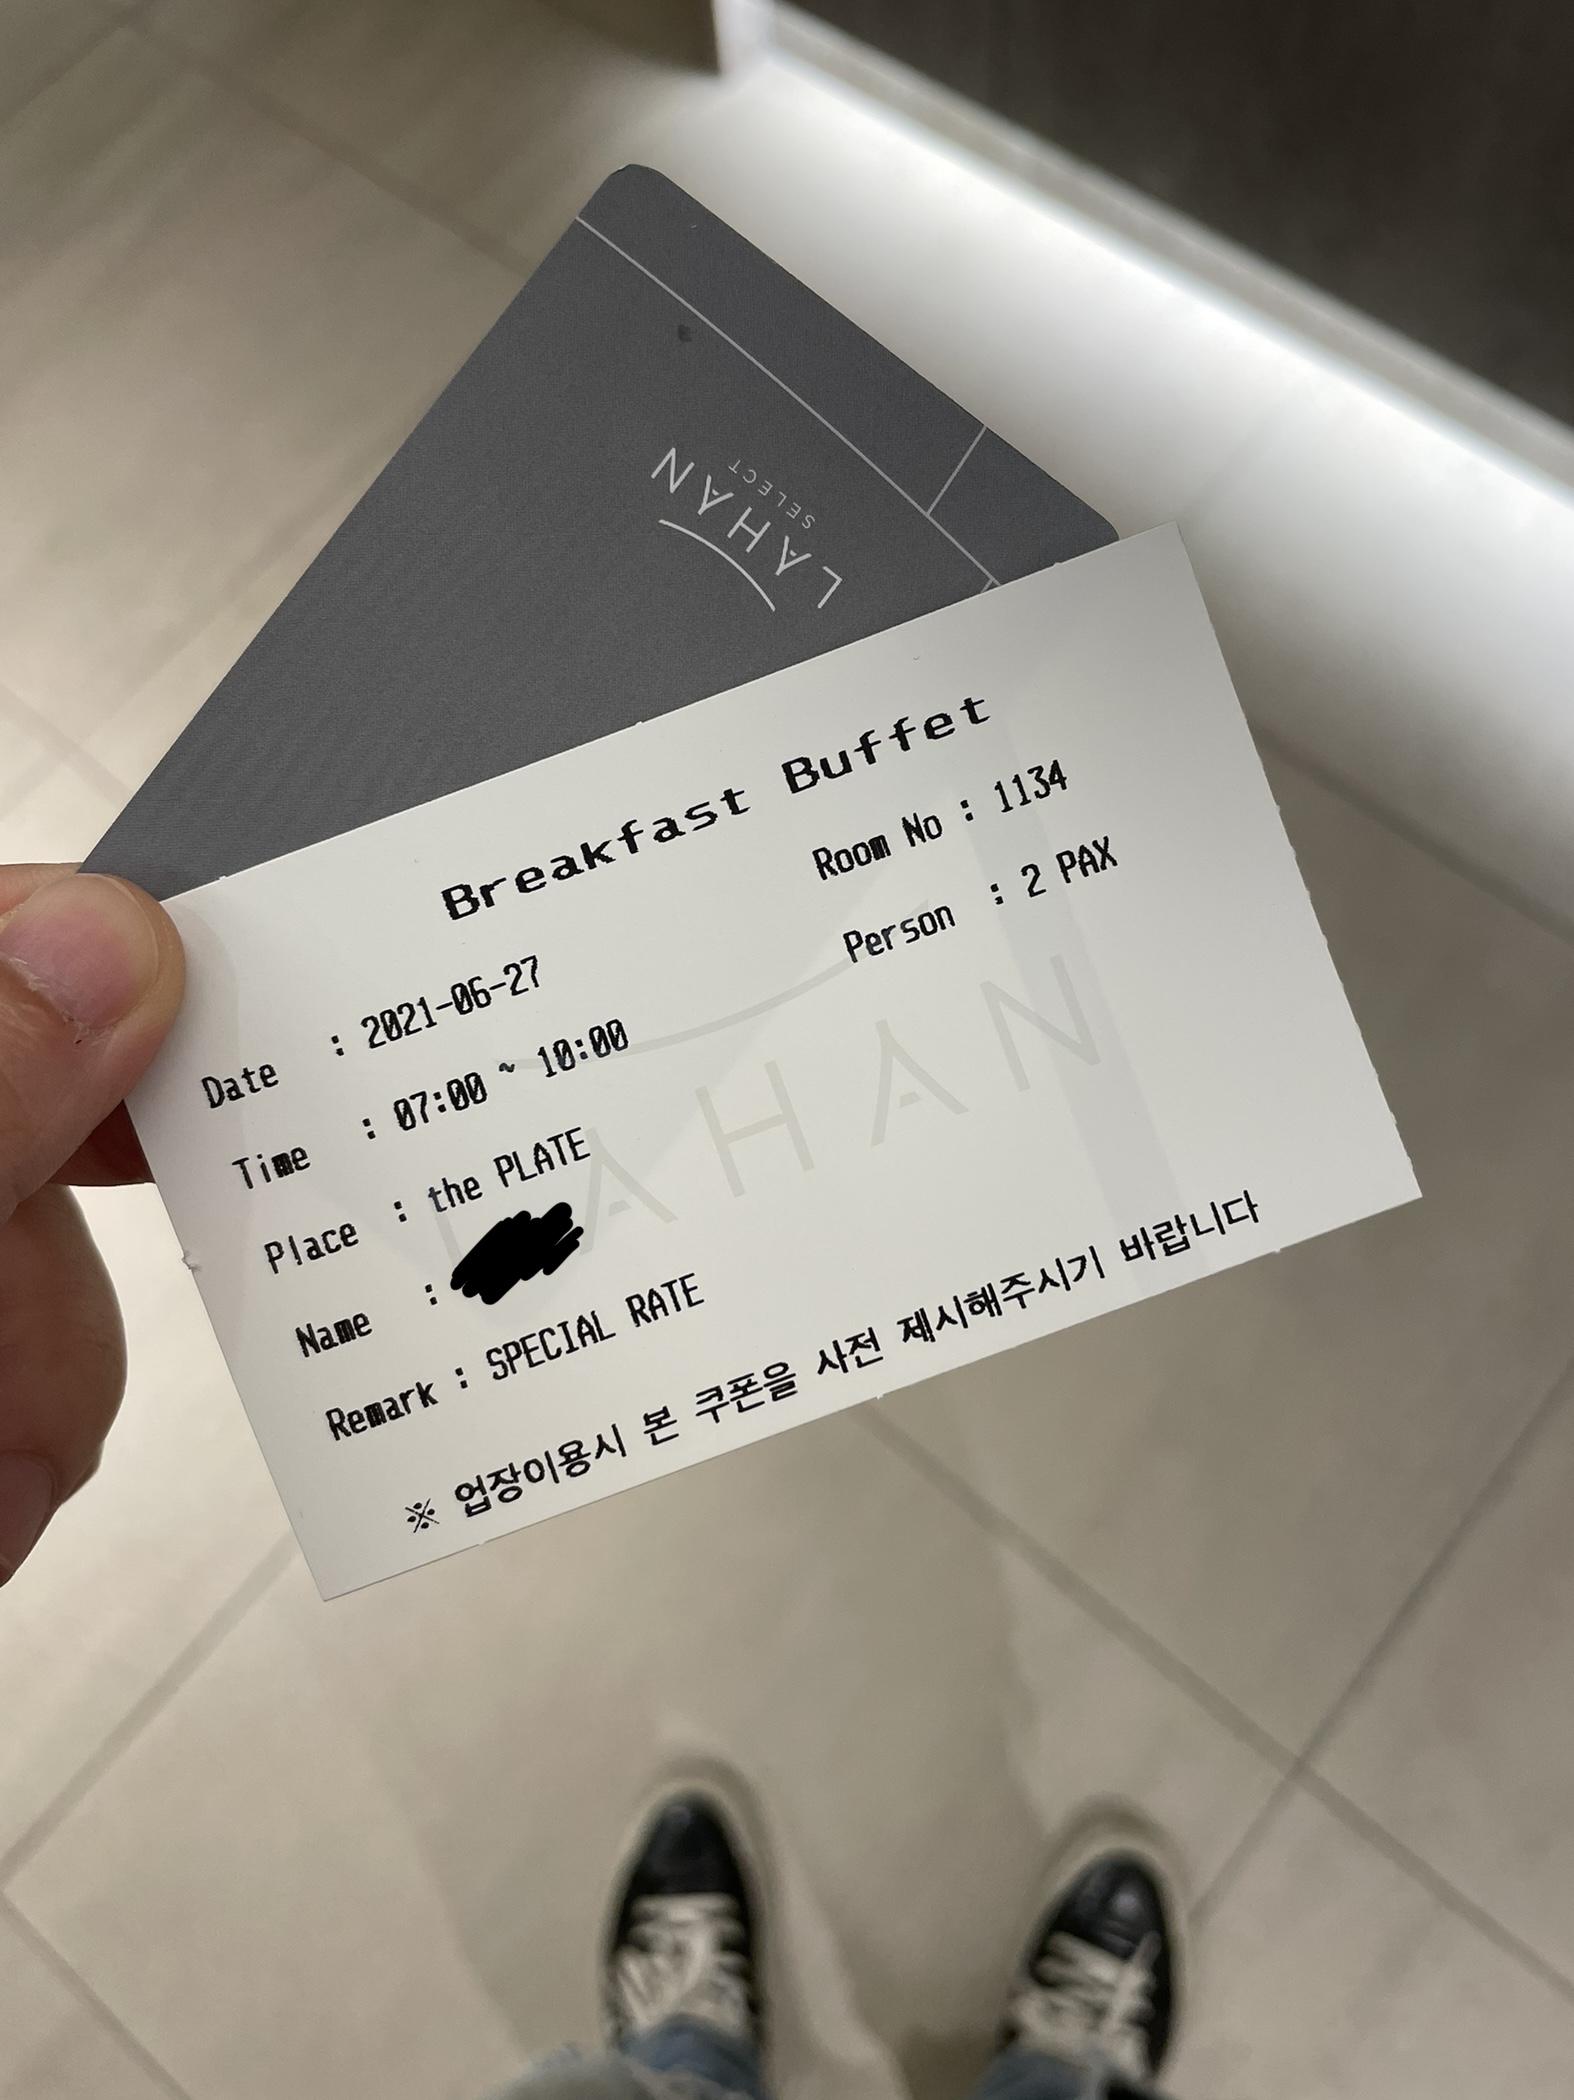 LAHAN
SELECT
Breakfast Buffet
Room No : 1134
Date : 2021-06-27
Person : 2 PAX
Time : 07:00 ~ 10:00
Place : the PLATE
Name :
Remark : SPECIAL RATE
※ 업장이용시 본 쿠폰을 사전 제시해주시기 바랍니다
LAHAN